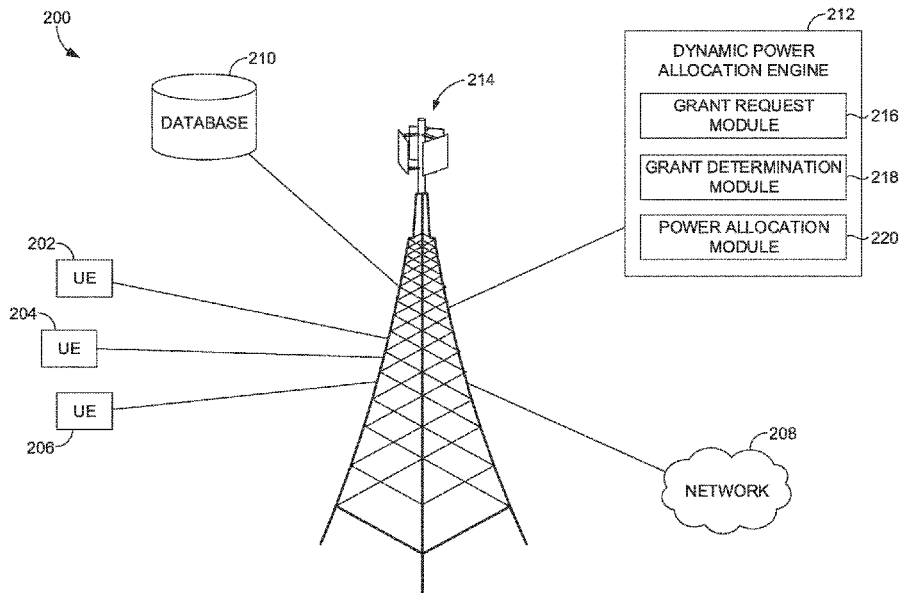 200
210
DATABASE
214
212
DYNAMIC POWER
ALLOCATION ENGINE
GRANT REQUEST
MODULE
216
GRANT DETERMINATION
MODULE
218
POWER ALLOCATION
MODULE
220
202
UE
204
UE
UE
206
208
NETWORK